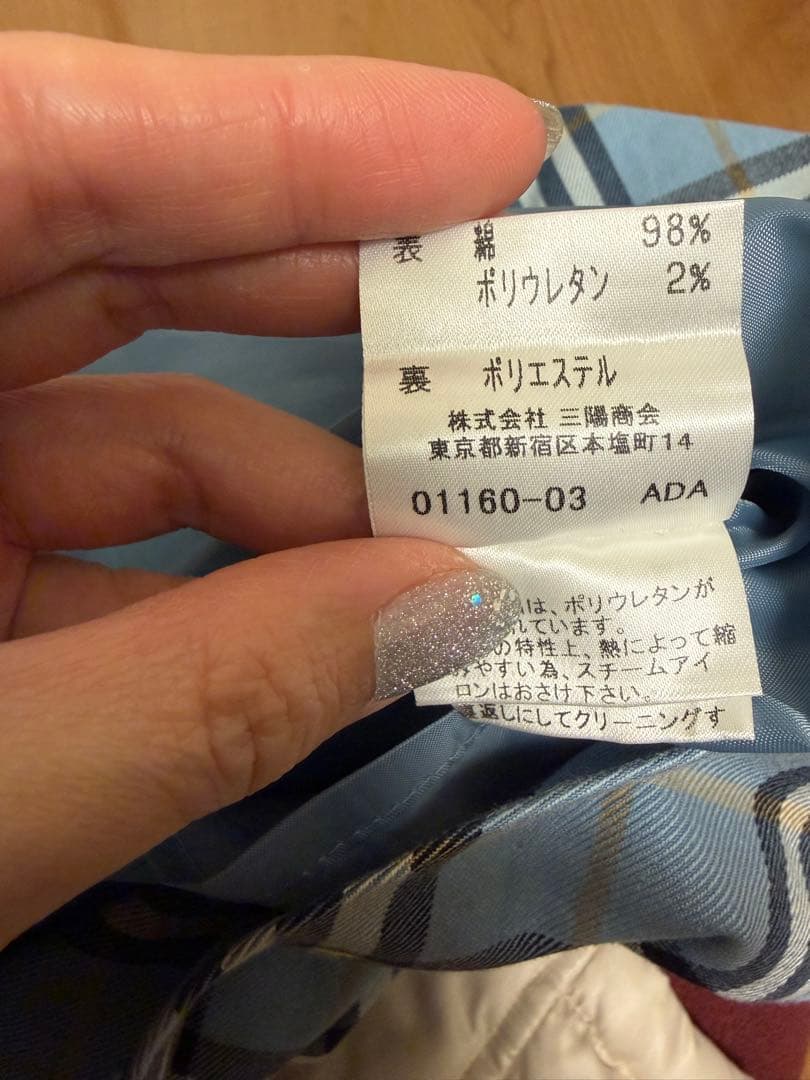 表 綿 98%
ポリウレタン 2%
裏 ポリエステル
株式会社 三陽商会
東京都新宿区本塩町14
01160-03 ADA
は、ポリウレタンが
れています。
の特性上、熱によって縮
みやすい為、スチームアイ
ロンはおさけ下さい。
裏返しにしてクリーニングす